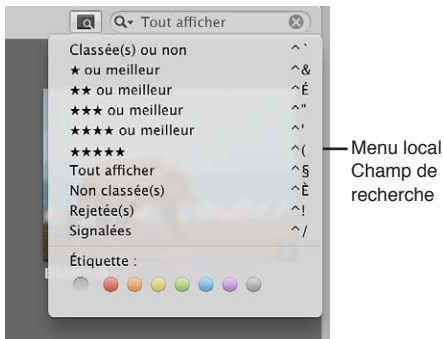 Tout afficher
Classée(s) ou non ^`
★ ou meilleur ^&
★★ ou meilleur ^É
★★★ ou meilleur ^"
★★★★ ou meilleur ^'
★★★★★ ^(
Tout afficher ^§
Non classée(s) ^È
Rejetée(s) ^!
Signalées ^/
Étiquette :
Menu local
Champ de
recherche